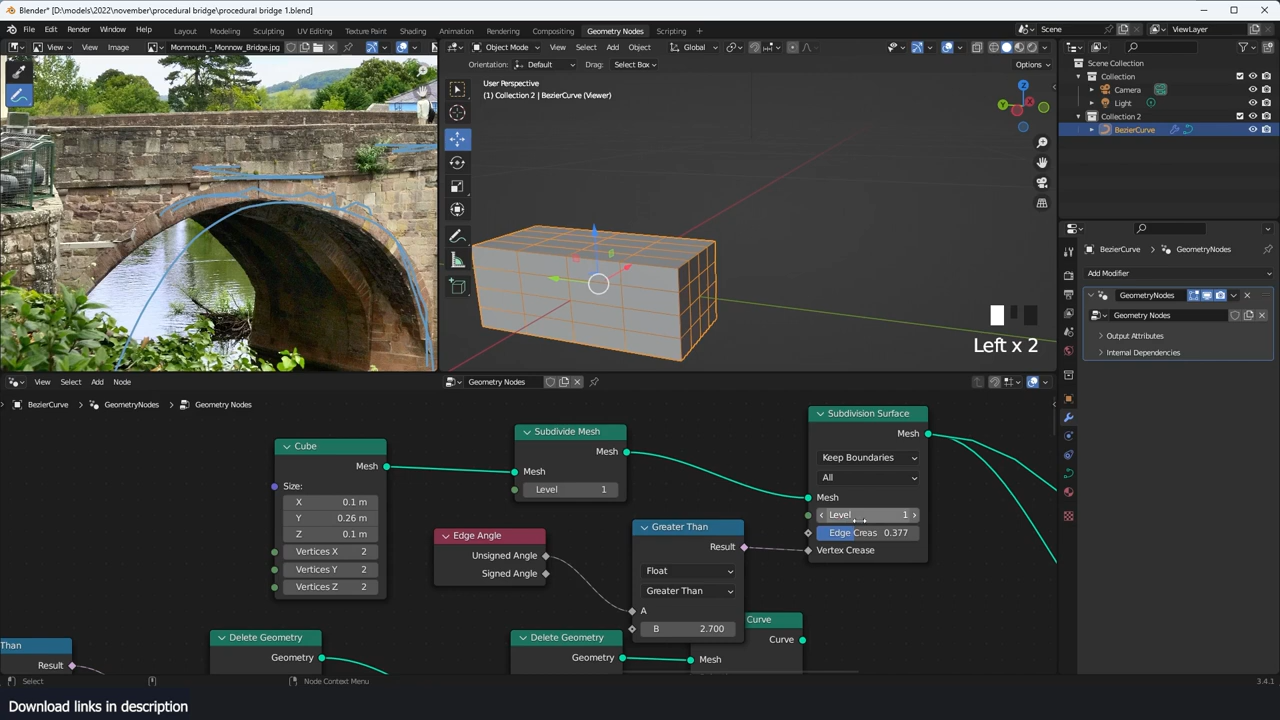 Blender* [D:\models\2022\november\procedural bridge\procedural bridge 1.blend]
File Edit Render Window Help Layout Modeling Sculpting UV Editing Texture Paint Shading Animation Rendering Compositing Geometry Nodes Scripting Scene ViewLayer
View View Image Monmouth_-_Monnow_Bridge.jpg Object Mode View Select Add Object Global
Orientation: Default Drag: Select Box Options
Scene Collection
Collection
Camera
Light
Collection 2
BezierCurve
User Perspective
(1) Collection 2 | BezierCurve (Viewer)
Left x 2
BezierCurve GeometryNodes
Add Modifier
GeometryNodes
Geometry Nodes
Output Attributes
Internal Dependencies
View Select Add Node Geometry Nodes
BezierCurve GeometryNodes Geometry Nodes
Cube
Mesh
Size:
X 0.1 m
Y 0.26 m
Z 0.1 m
Vertices X 2
Vertices Y 2
Vertices Z 2
Subdivide Mesh
Mesh
Mesh
Level 1
Edge Angle
Unsigned Angle
Signed Angle
Greater Than
Result
Float
Greater Than
A
B 2.700
Subdivision Surface
Mesh
Keep Boundaries
All
Mesh
Level 1
Edge Creas 0.377
Vertex Crease
Than
Result
Delete Geometry
Geometry
Delete Geometry
Geometry
Curve
Curve
Mesh
Select Node Context Menu 3.4.1
Download links in description